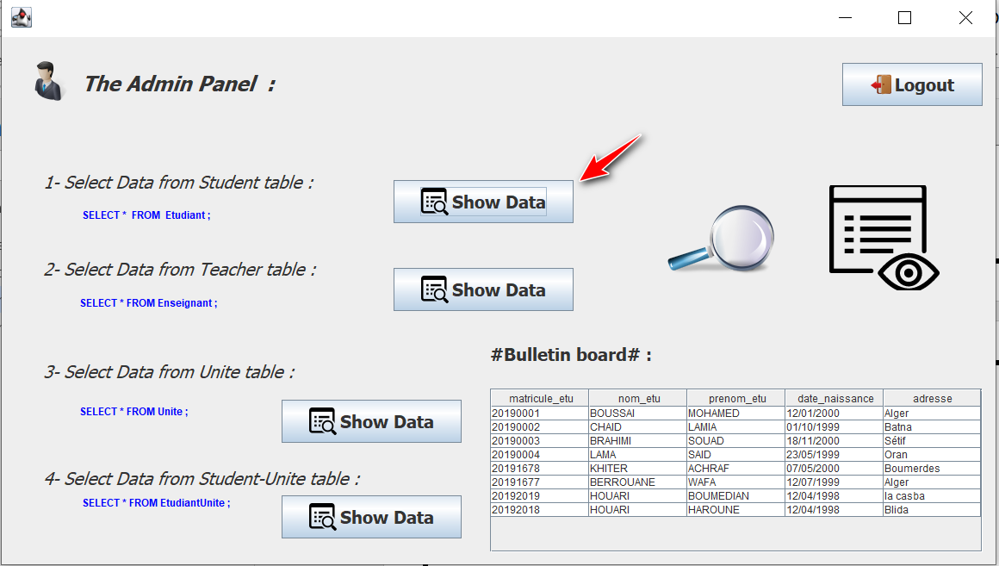 The Admin Panel :
Logout
1- Select Data from Student table :
Show Data
SELECT * FROM Etudiant ;
2- Select Data from Teacher table :
Show Data
SELECT * FROM Enseignant ;
3- Select Data from Unite table :
SELECT * FROM Unite ;
Show Data
4- Select Data from Student-Unite table :
SELECT * FROM EtudiantUnite ;
Show Data
#Bulletin board# :
matricule_etu nom_etu prenom_etu date_naissance adresse
20190001 BOUSSAI MOHAMED 12/01/2000 Alger
20190002 CHAID LAMIA 01/10/1999 Batna
20190003 BRAHIMI SOUAD 18/11/2000 Sétif
20190004 LAMA SAID 23/05/1999 Oran
20191678 KHITER ACHRAF 07/05/2000 Boumerdes
20191677 BERROUANE WAFA 12/07/1999 Alger
20192019 HOUARI BOUMEDIAN 12/04/1998 la casba
20192018 HOUARI HAROUNE 12/04/1998 Blida